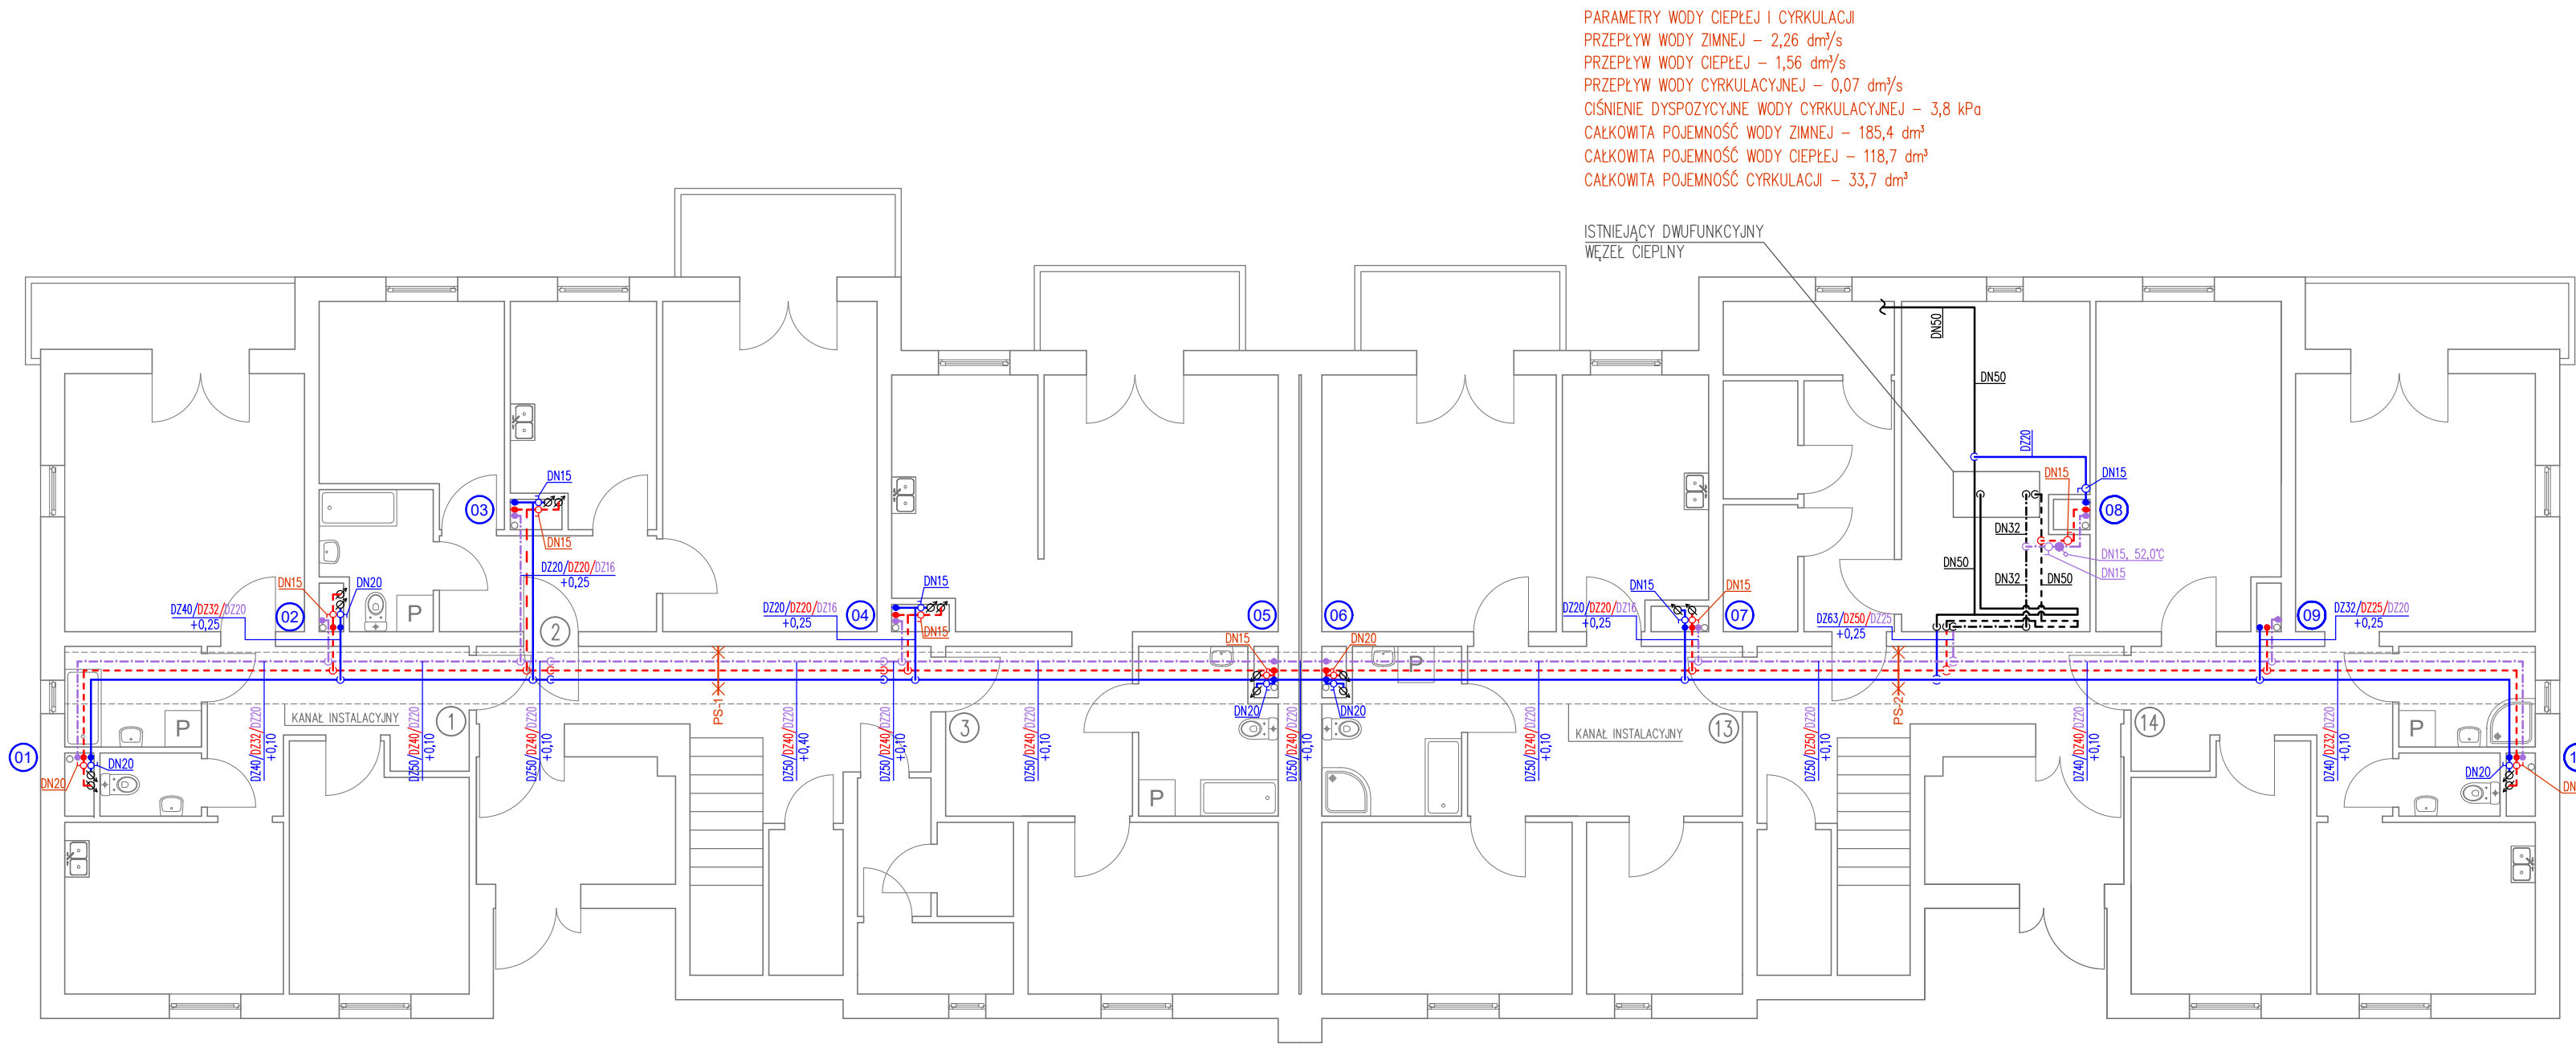 PARAMETRY WODY CIEPŁEJ I CYRKULACJI
PRZEPŁYW WODY ZIMNEJ – 2,26 dm³/s
PRZEPŁYW WODY CIEPŁEJ – 1,56 dm³/s
PRZEPŁYW WODY CYRKULACYJNEJ – 0,07 dm³/s
CIŚNIENIE DYSPOZYCYJNE WODY CYRKULACYJNEJ – 3,8 kPa
CAŁKOWITA POJEMNOŚĆ WODY ZIMNEJ – 185,4 dm³
CAŁKOWITA POJEMNOŚĆ WODY CIEPŁEJ – 118,7 dm³
CAŁKOWITA POJEMNOŚĆ CYRKULACJI – 33,7 dm³
ISTNIEJĄCY DWUFUNKCYJNY
WĘZEŁ CIEPLNY
DN50
DN50
DZ20
DN15
DN15
08
DN32
DN15, 52,0°C
DN15
DN50
DN32
DN50
DN15
03
DN15
DZ20/DZ20/DZ16
+0,25
DN15
DN20
02
DZ40/DZ32/DZ20
+0,25
P
2
DZ20/DZ20/DZ16
+0,25
04
DN15
DN15
05
06
DN15
DN20
DN20
DN20
P
DZ20/DZ20/DZ16
+0,25
DN15
DN15
07
DZ63/DZ50/DZ25
+0,25
09
DZ32/DZ25/DZ20
+0,25
KANAŁ INSTALACYJNY
1
P
01
DN20
DN20
DZ40/DZ32/DZ20
+0,10
DZ50/DZ40/DZ20
+0,10
DZ50/DZ40/DZ20
+0,10
PS-1
DZ50/DZ40/DZ20
+0,40
DZ50/DZ40/DZ20
+0,10
3
DZ50/DZ40/DZ20
+0,10
P
DZ50/DZ40/DZ20
+0,10
DZ50/DZ40/DZ20
+0,10
KANAŁ INSTALACYJNY
13
DZ50/DZ50/DZ20
+0,10
PS-2
DZ40/DZ40/DZ20
+0,10
14
DZ40/DZ32/DZ20
+0,10
P
DN20